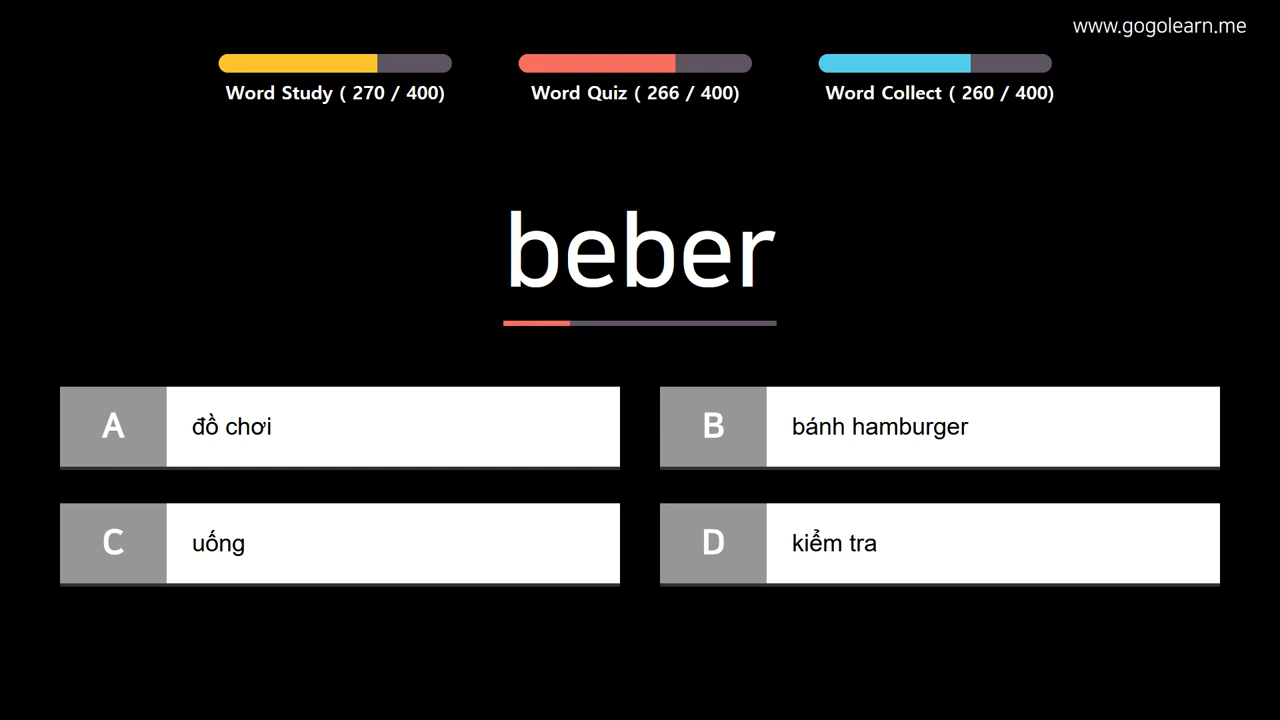 www.gogolearn.me
Word Study ( 270 / 400)
Word Quiz ( 266 / 400)
Word Collect ( 260 / 400)
beber
A
đồ chơi
B
bánh hamburger
C
uống
D
kiểm tra